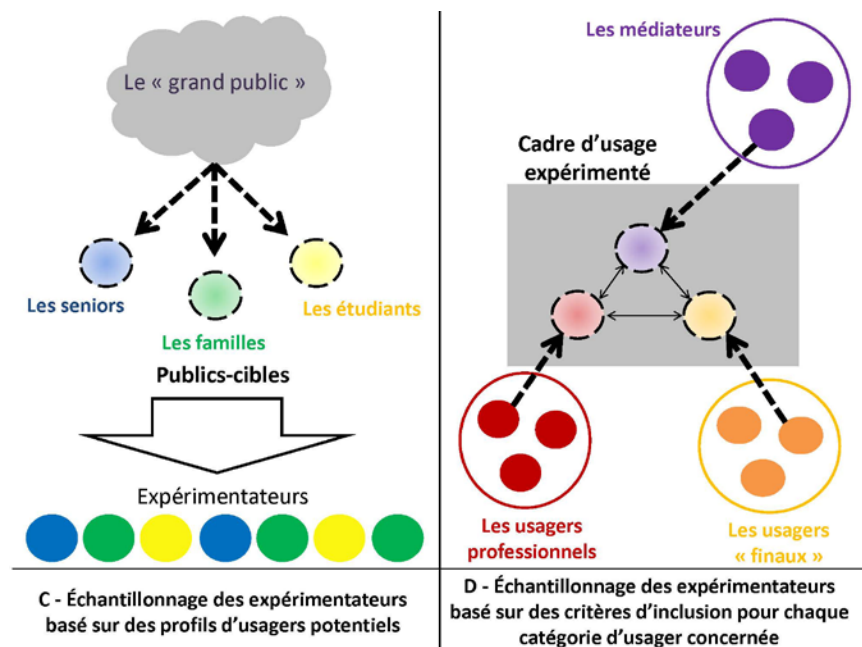 Le « grand public »
Les seniors
Les familles
Les étudiants
Publics-cibles
Expérimentateurs
C - Échantillonnage des expérimentateurs
basé sur des profils d'usagers potentiels
Les médiateurs
Cadre d'usage
expérimenté
Les usagers
professionnels
Les usagers
« finaux »
D - Échantillonnage des expérimentateurs
basé sur des critères d'inclusion pour chaque
catégorie d'usager concernée